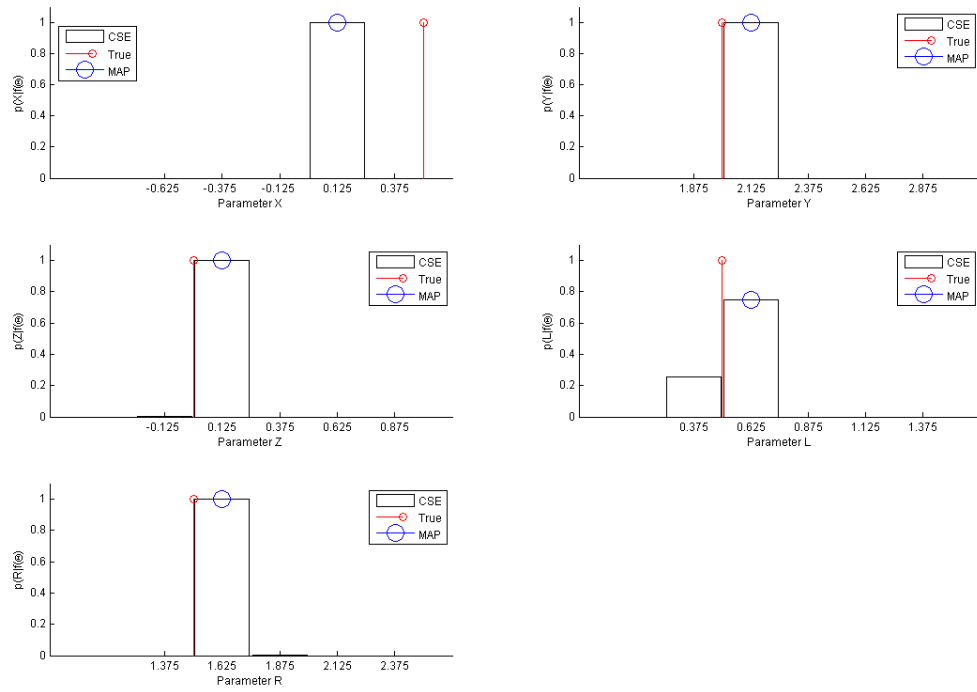 p(X|f(Θ)
1
0.8
0.6
0.4
0.2
0
CSE
True
MAP
-0.625 -0.375 -0.125 0.125 0.375
Parameter X
p(Y|f(Θ)
1
0.8
0.6
0.4
0.2
0
CSE
True
MAP
1.875 2.125 2.375 2.625 2.875
Parameter Y
p(Z|f(Θ)
1
0.8
0.6
0.4
0.2
0
CSE
True
MAP
-0.125 0.125 0.375 0.625 0.875
Parameter Z
p(L|f(Θ)
1
0.8
0.6
0.4
0.2
0
CSE
True
MAP
0.375 0.625 0.875 1.125 1.375
Parameter L
p(R|f(Θ)
1
0.8
0.6
0.4
0.2
0
CSE
True
MAP
1.375 1.625 1.875 2.125 2.375
Parameter R